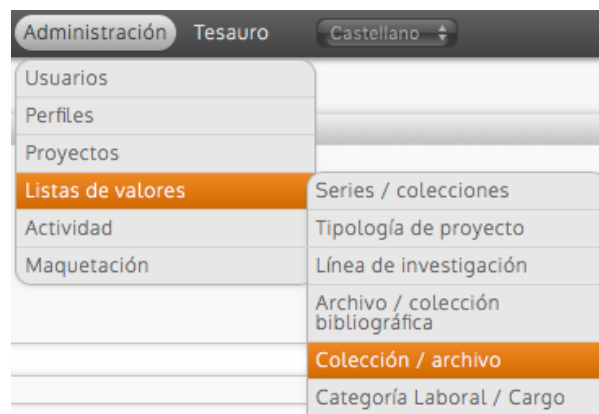 Administración Tesauro Castellano
Usuarios
Perfiles
Proyectos
Listas de valores
Actividad
Maquetación
Series / colecciones
Tipología de proyecto
Línea de investigación
Archivo / colección
bibliográfica
Colección / archivo
Categoría Laboral / Cargo